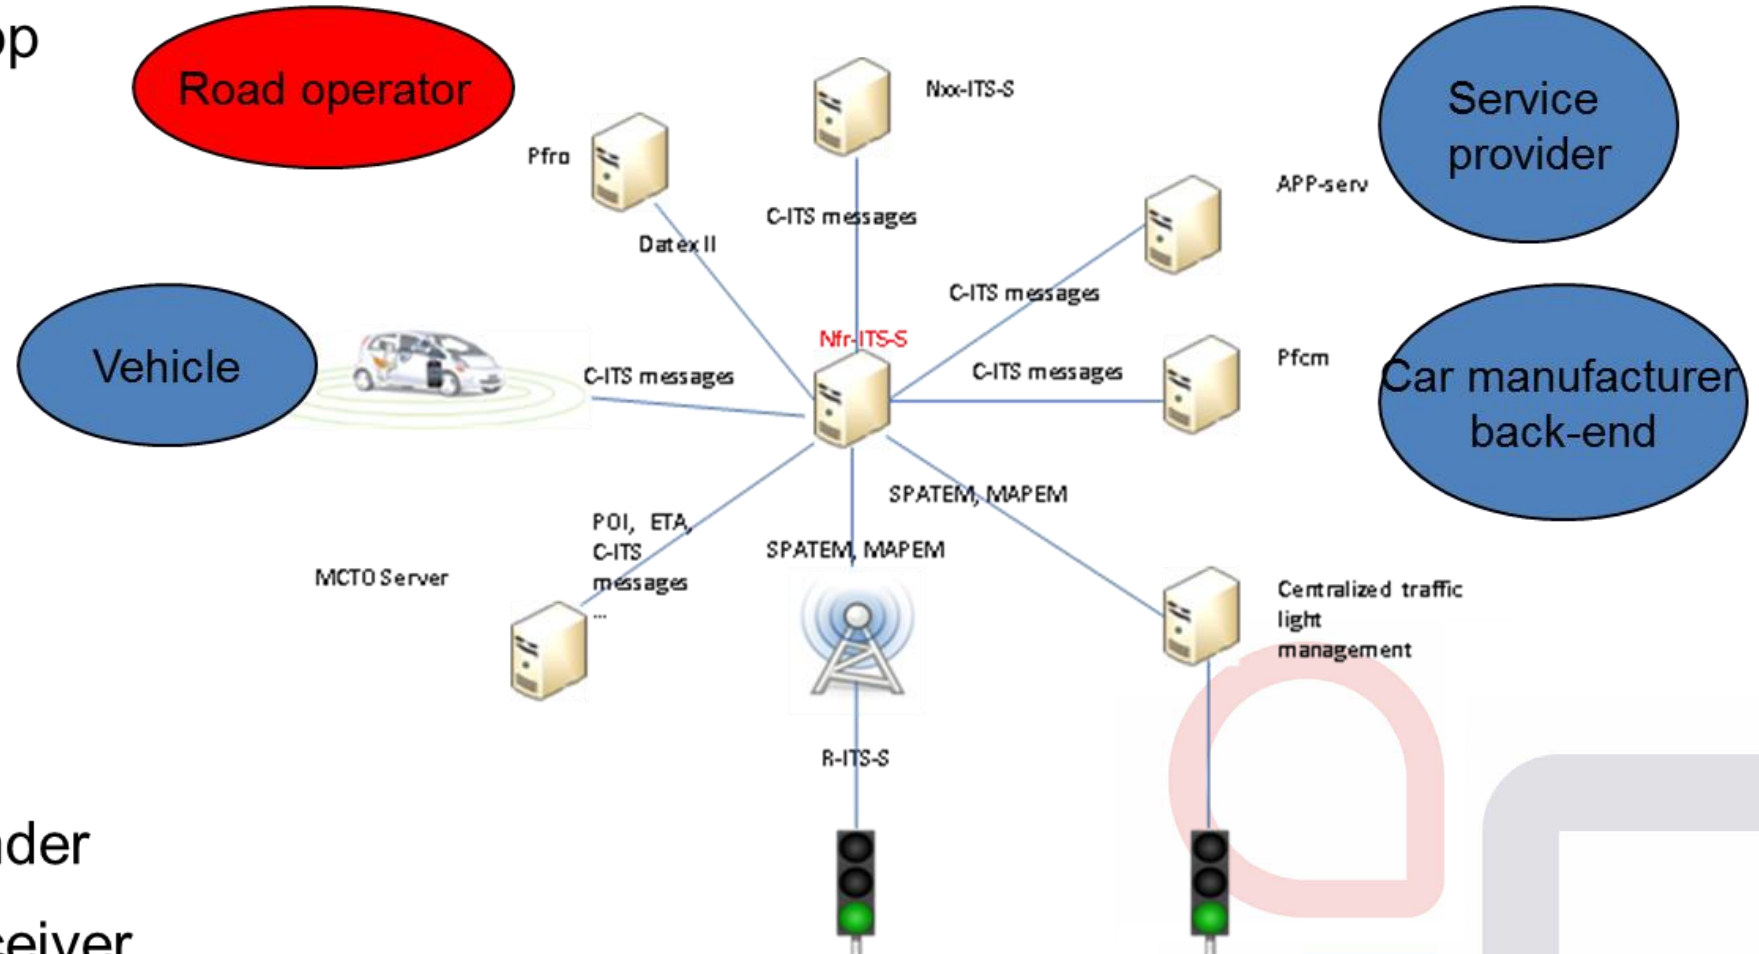 Road operator
Nxx-ITS-S
Service
provider
Pfro
APP-serv
C-ITS messages
Datex II
C-ITS messages
Nfr-ITS-S
Vehicle
C-ITS messages
C-ITS messages
Pfcm
Car manufacturer
back-end
SPATEM, MAPEM
POI, ETA,
C-ITS
messages
...
SPATEM, MAPEM
MCTO Server
Centralized traffic
light
management
R-ITS-S